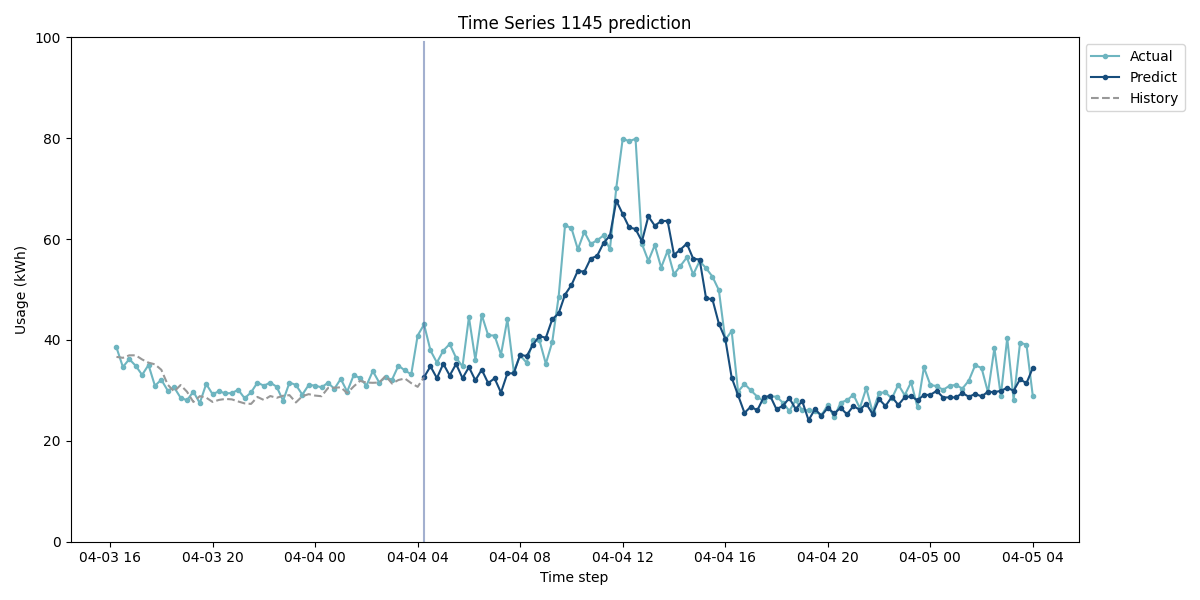 Time Series 1145 prediction
Usage (kWh)
100
80
60
40
20
0
04-03 16
04-03 20
04-04 00
04-04 04
04-04 08
04-04 12
04-04 16
04-04 20
04-05 00
04-05 04
Time step
Actual
Predict
History